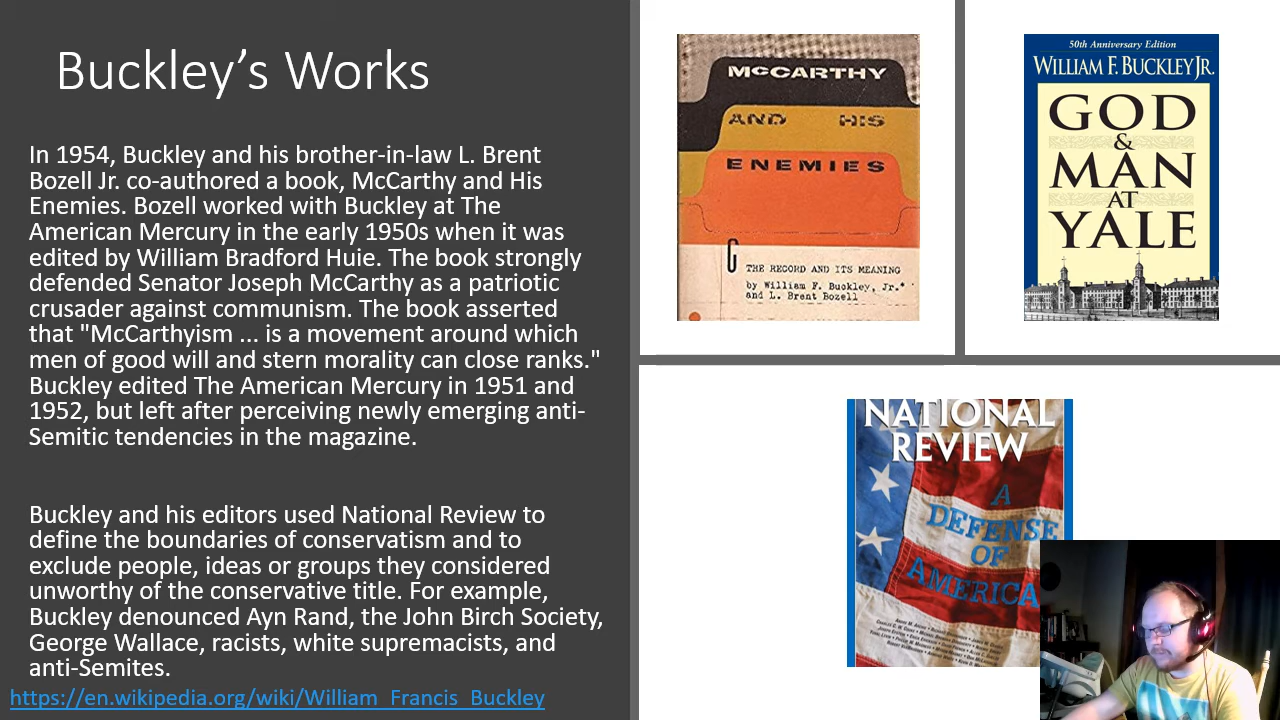 Buckley’s Works
In 1954, Buckley and his brother-in-law L. Brent
Bozell Jr. co-authored a book, McCarthy and His
Enemies. Bozell worked with Buckley at The
American Mercury in the early 1950s when it was
edited by William Bradford Huie. The book strongly
defended Senator Joseph McCarthy as a patriotic
crusader against communism. The book asserted
that "McCarthyism ... is a movement around which
men of good will and stern morality can close ranks."
Buckley edited The American Mercury in 1951 and
1952, but left after perceiving newly emerging anti-
Semitic tendencies in the magazine.
Buckley and his editors used National Review to
define the boundaries of conservatism and to
exclude people, ideas or groups they considered
unworthy of the conservative title. For example,
Buckley denounced Ayn Rand, the John Birch Society,
George Wallace, racists, white supremacists, and
anti-Semites.
https://en.wikipedia.org/wiki/William_Francis_Buckley
McCARTHY
AND HIS
ENEMIES
THE RECORD AND ITS MEANING
by William F. Buckley, Jr.
and L. Brent Bozell
50th Anniversary Edition
WILLIAM F. BUCKLEY JR.
GOD
&
MAN
AT
YALE
NATIONAL
REVIEW
A
DEFENSE
OF
AMERICA